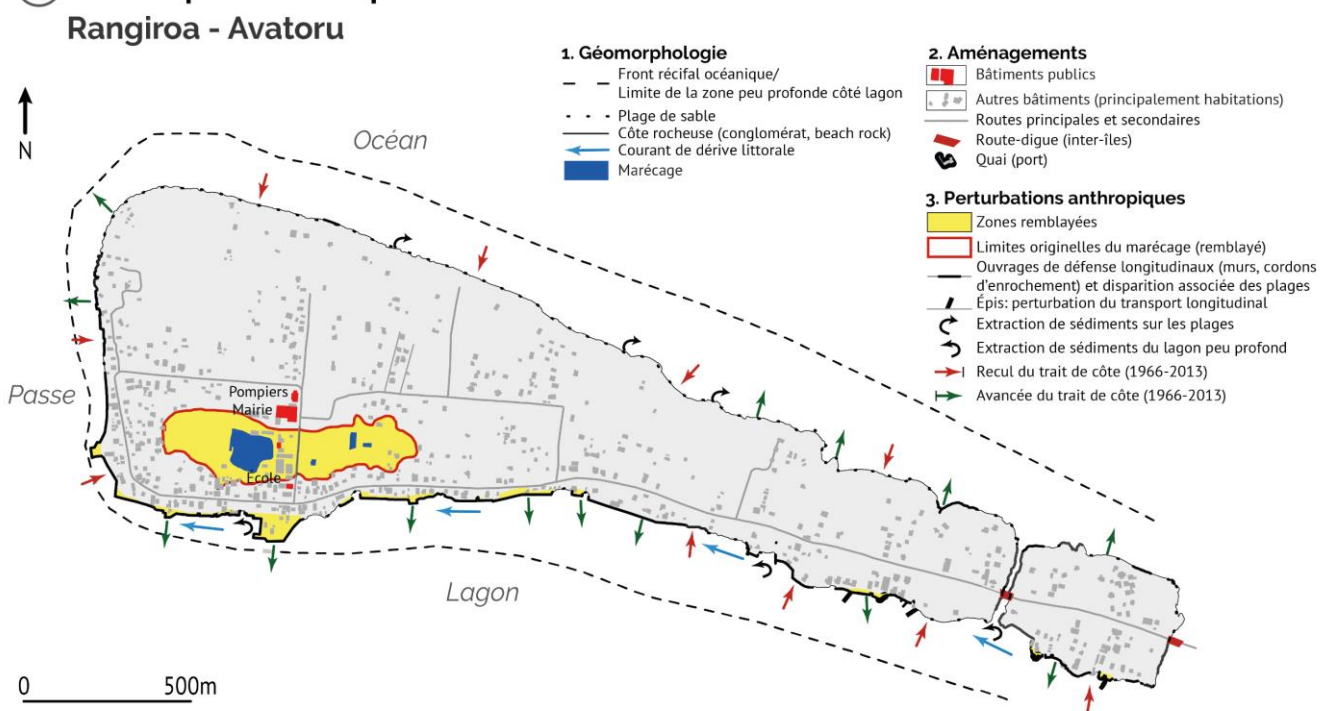 Rangiroa - Avatoru
1. Géomorphologie
Front récifal océanique/
Limite de la zone peu profonde côté lagon
Plage de sable
Côte rocheuse (conglomérat, beach rock)
Courant de dérive littorale
Marécage
2. Aménagements
Bâtiments publics
Autres bâtiments (principalement habitations)
Routes principales et secondaires
Route-digue (inter-îles)
Quai (port)
3. Perturbations anthropiques
Zones remblayées
Limites originelles du marécage (remblayé)
Ouvrages de défense longitudinaux (murs, cordons
d'enrochement) et disparition associée des plages
Épis: perturbation du transport longitudinal
Extraction de sédiments sur les plages
Extraction de sédiments du lagon peu profond
Recul du trait de côte (1966-2013)
Avancée du trait de côte (1966-2013)
N
Océan
Passe
Pompiers
Mairie
École
Lagon
0 500m